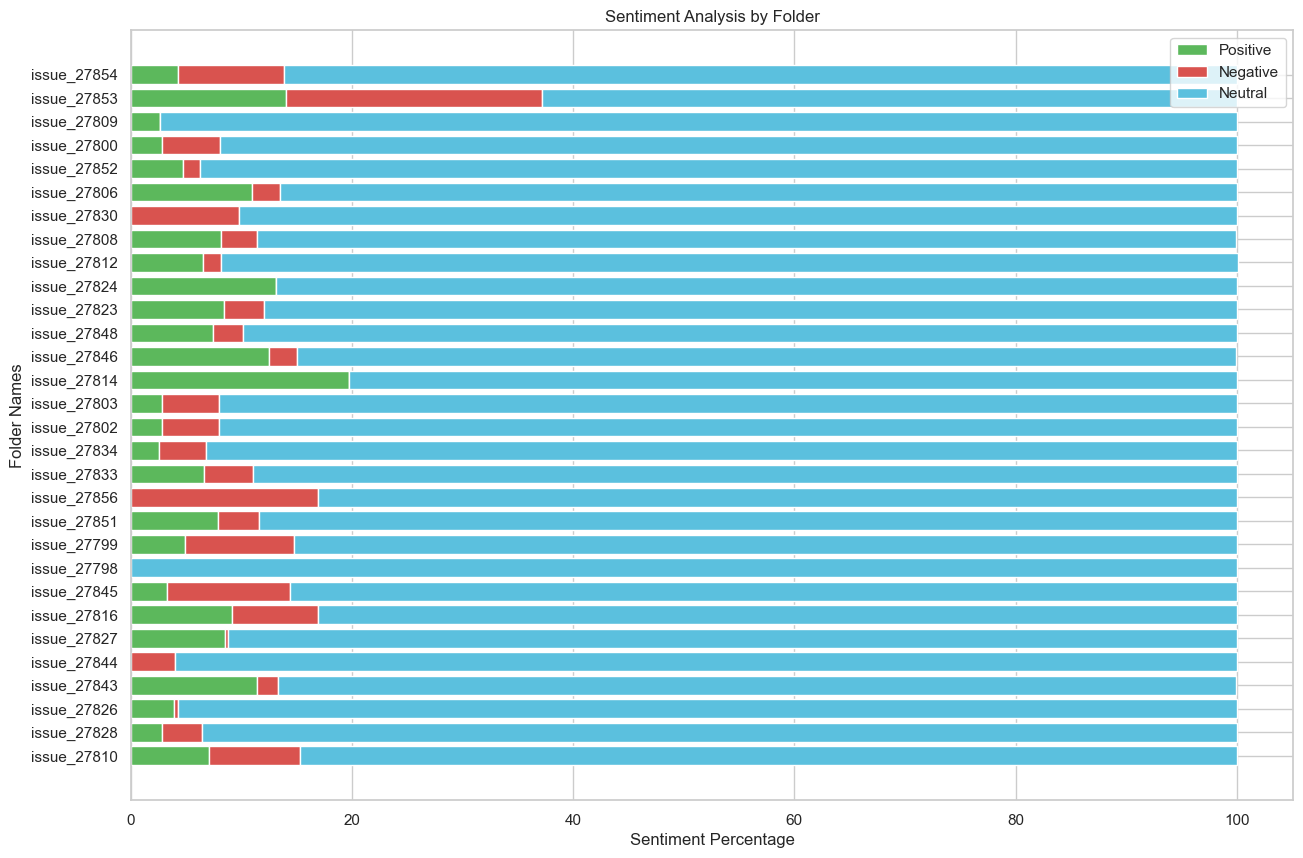 Sentiment Analysis by Folder
Positive
Negative
Neutral
Folder Names
issue_27854
issue_27853
issue_27809
issue_27800
issue_27852
issue_27806
issue_27830
issue_27808
issue_27812
issue_27824
issue_27823
issue_27848
issue_27846
issue_27814
issue_27803
issue_27802
issue_27834
issue_27833
issue_27856
issue_27851
issue_27799
issue_27798
issue_27845
issue_27816
issue_27827
issue_27844
issue_27843
issue_27826
issue_27828
issue_27810
0 20 40 60 80 100
Sentiment Percentage